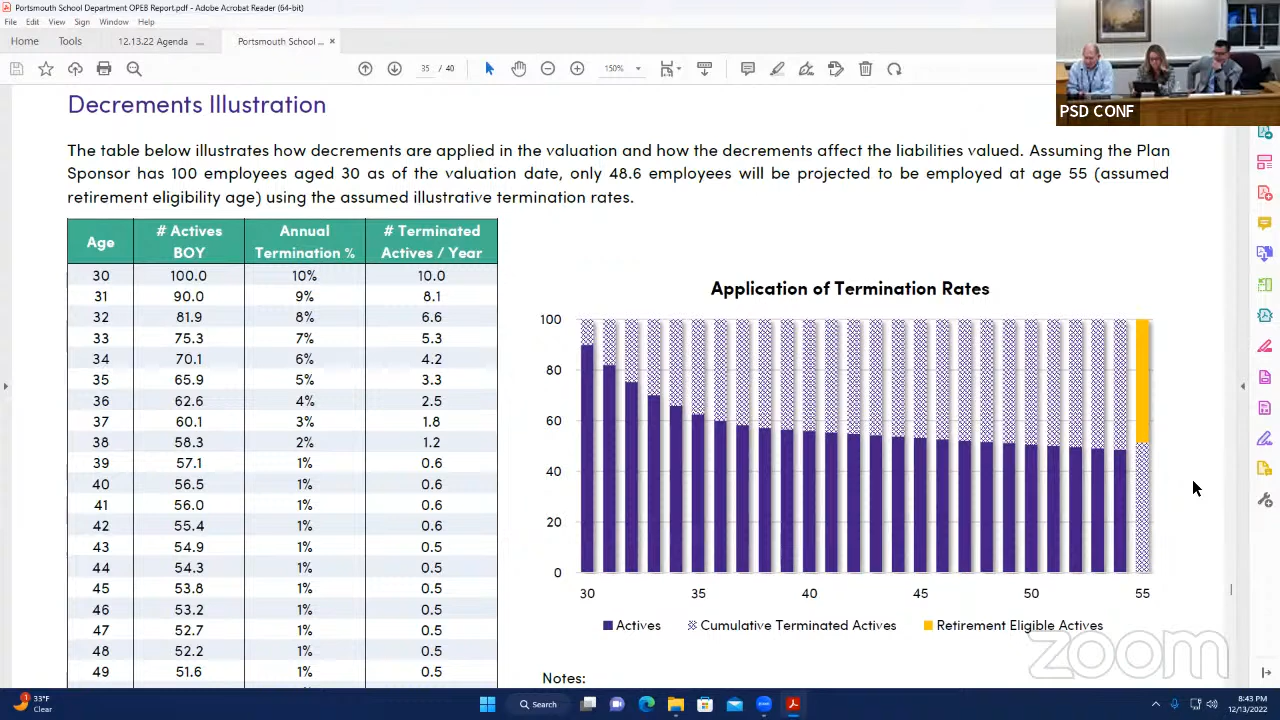 Portsmouth School Department OPEB Report.pdf - Adobe Acrobat Reader (64-bit)
File Edit View Sign Window Help
Home Tools 12.13.22 Agenda ... Portsmouth School ... ×
35 / 150%
PSD CONF
Decrements Illustration
The table below illustrates how decrements are applied in the valuation and how the decrements affect the liabilities valued. Assuming the Plan
Sponsor has 100 employees aged 30 as of the valuation date, only 48.6 employees will be projected to be employed at age 55 (assumed
retirement eligibility age) using the assumed illustrative termination rates.
Age # Actives BOY Annual Termination % # Terminated Actives / Year
30 100.0 10% 10.0
31 90.0 9% 8.1
32 81.9 8% 6.6
33 75.3 7% 5.3
34 70.1 6% 4.2
35 65.9 5% 3.3
36 62.6 4% 2.5
37 60.1 3% 1.8
38 58.3 2% 1.2
39 57.1 1% 0.6
40 56.5 1% 0.6
41 56.0 1% 0.6
42 55.4 1% 0.6
43 54.9 1% 0.5
44 54.3 1% 0.5
45 53.8 1% 0.5
46 53.2 1% 0.5
47 52.7 1% 0.5
48 52.2 1% 0.5
49 51.6 1% 0.5
Application of Termination Rates
100
80
60
40
20
0
30 35 40 45 50 55
Actives Cumulative Terminated Actives Retirement Eligible Actives
Notes:
zoom
33°F
Clear
Search
8:43 PM
12/13/2022